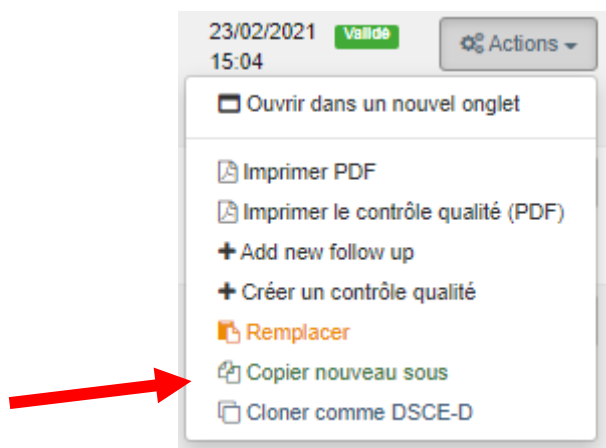 23/02/2021 Validé Actions
15:04
Ouvrir dans un nouvel onglet
Imprimer PDF
Imprimer le contrôle qualité (PDF)
Add new follow up
Créer un contrôle qualité
Remplacer
Copier nouveau sous
Cloner comme DSCE-D